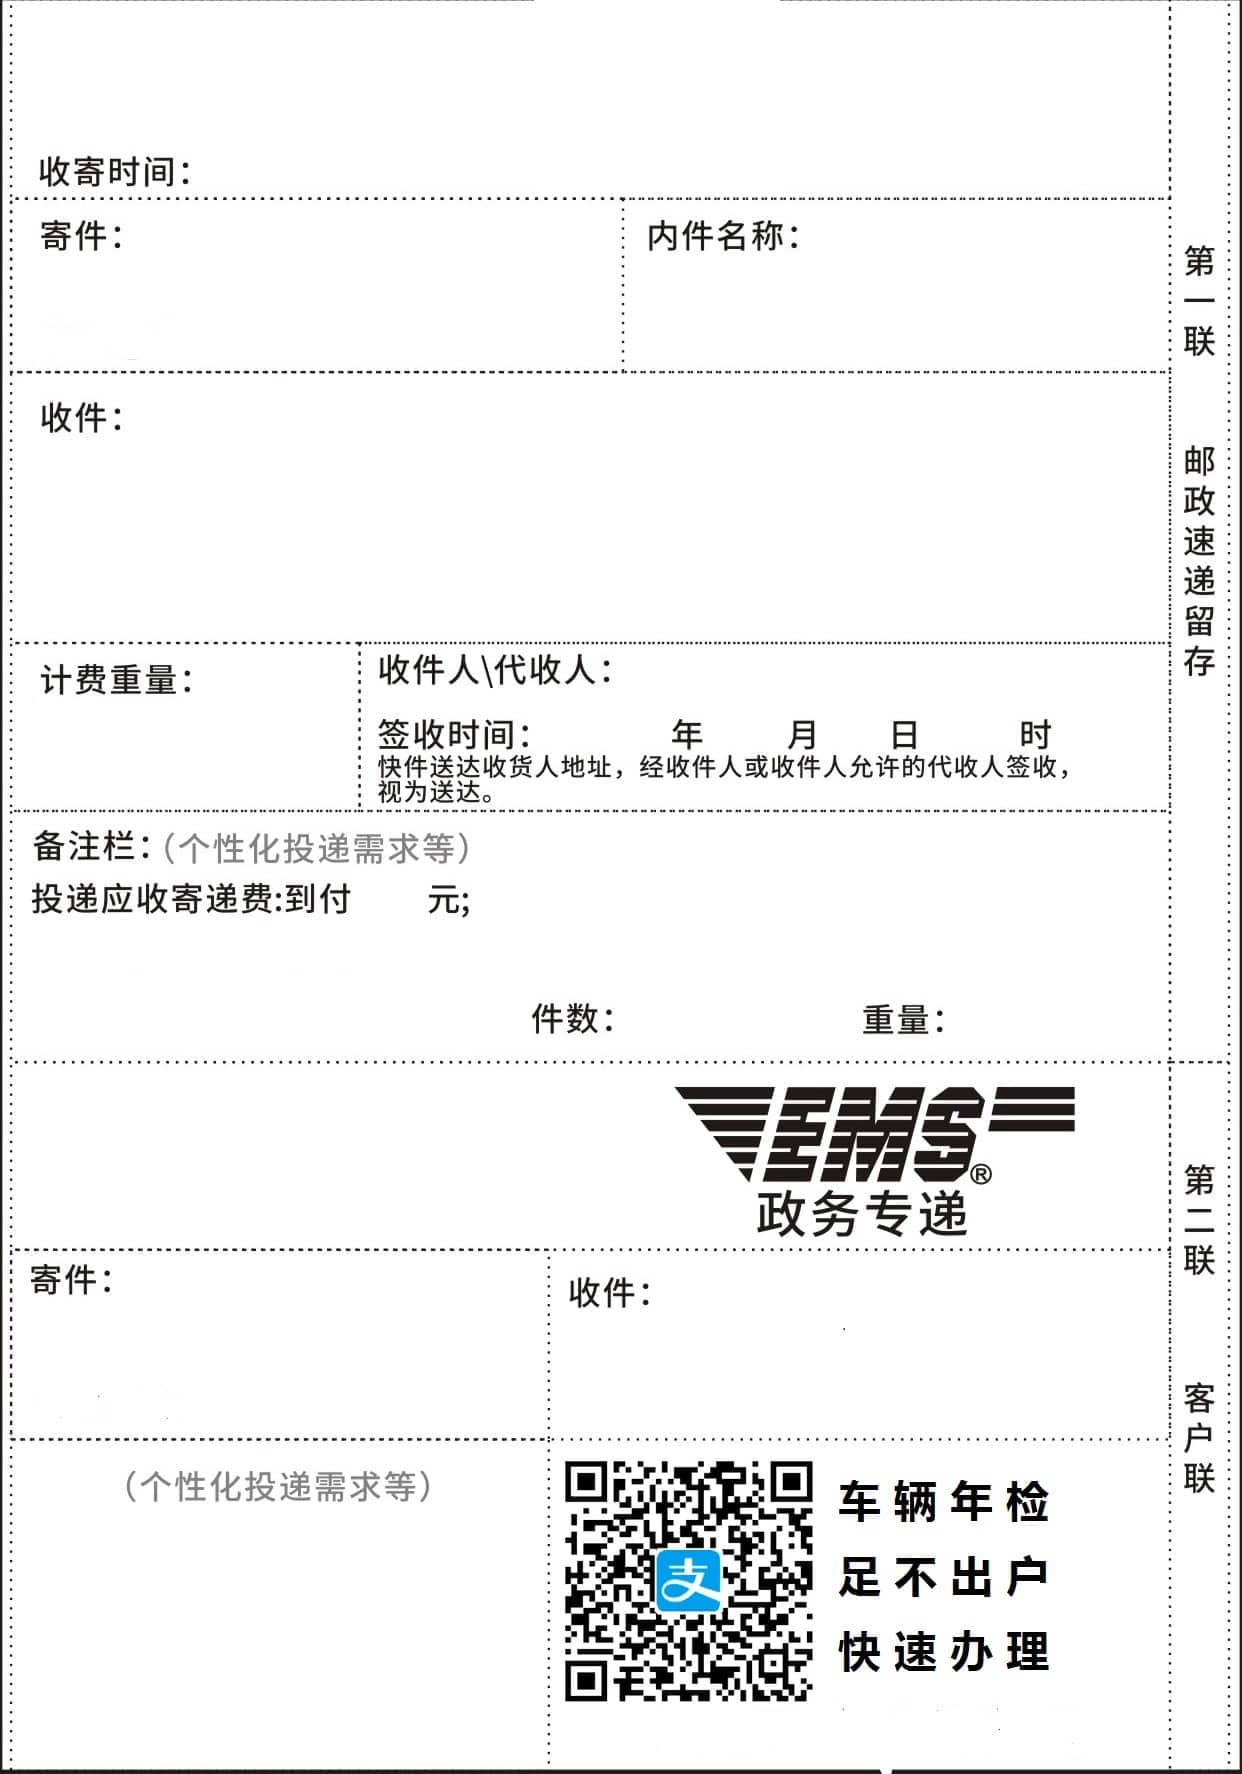 收寄时间：
寄件：
内件名称：
第一联
收件：
邮政速递留存
计费重量：
收件人\代收人：
签收时间： 年 月 日 时
快件送达收货人地址，经收件人或收件人允许的代收人签收，
视为送达。
备注栏：（个性化投递需求等）
投递应收寄递费:到付 元;
件数： 重量：
EMS®
政务专递
第二联
寄件：
收件：
客户联
（个性化投递需求等）
支
车辆年检
足不出户
快速办理